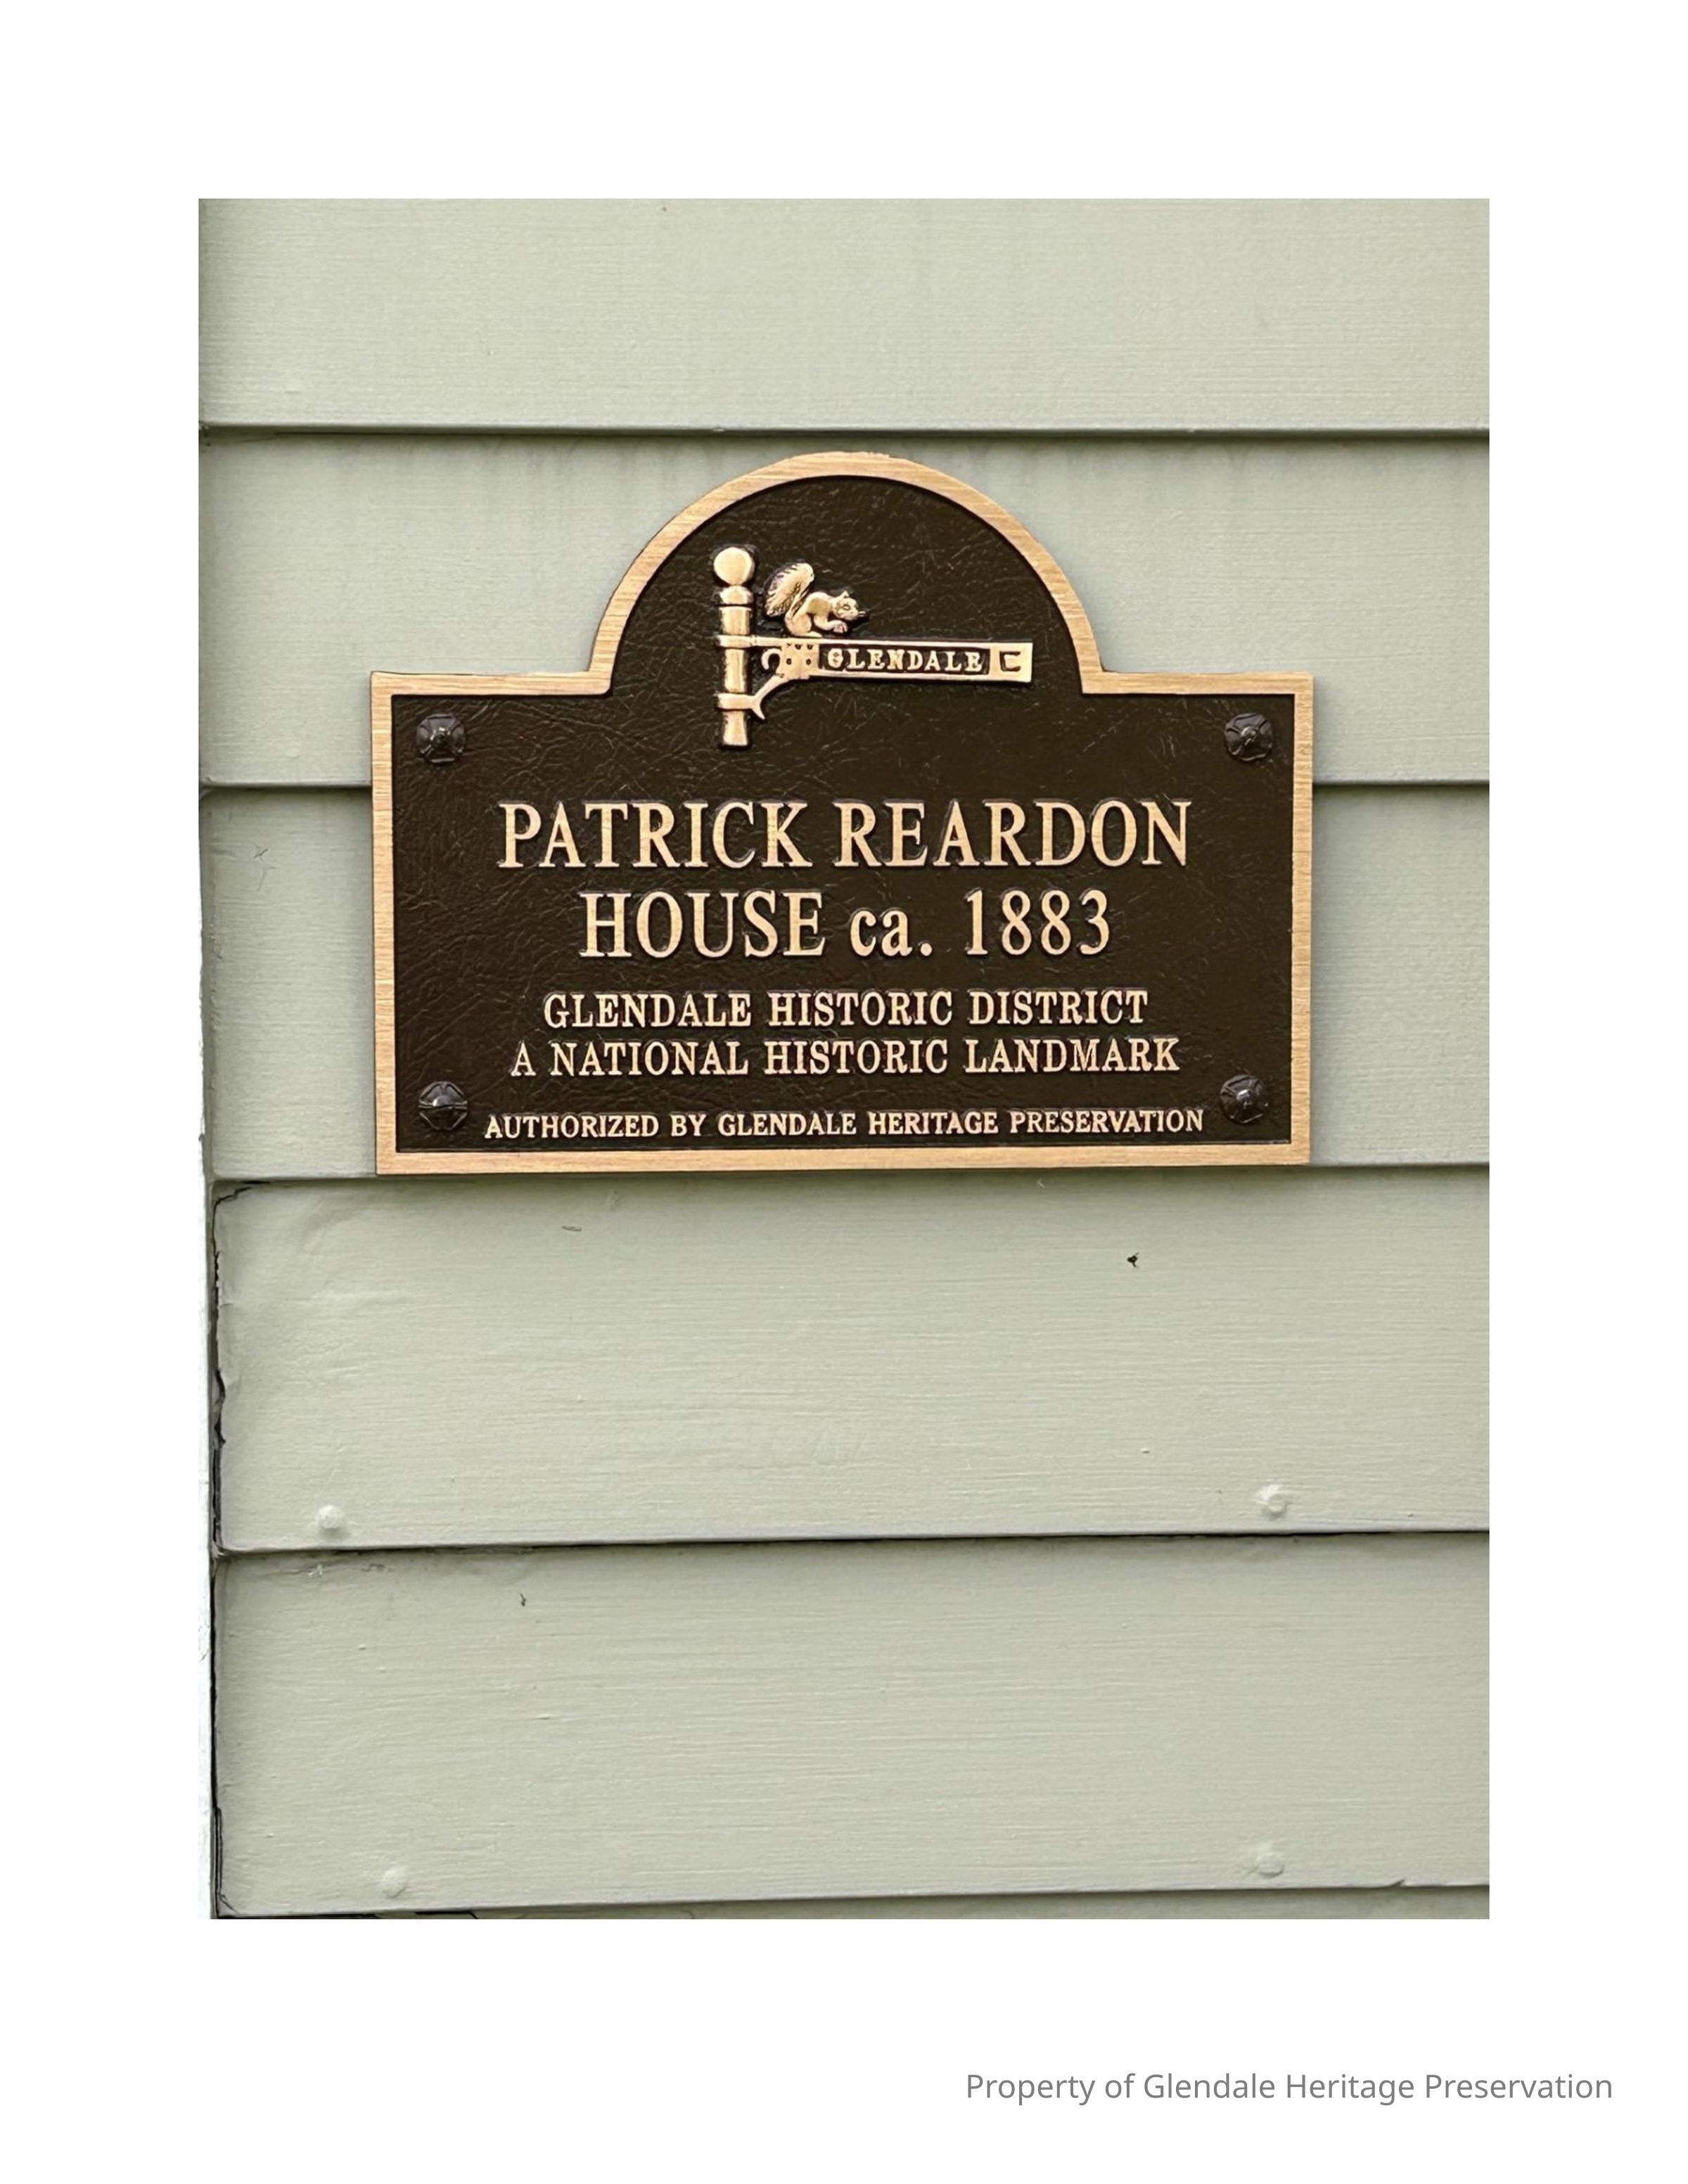 GLENDALE
PATRICK REARDON
HOUSE ca. 1883
GLENDALE HISTORIC DISTRICT
A NATIONAL HISTORIC LANDMARK
AUTHORIZED BY GLENDALE HERITAGE PRESERVATION
Property of Glendale Heritage Preservation